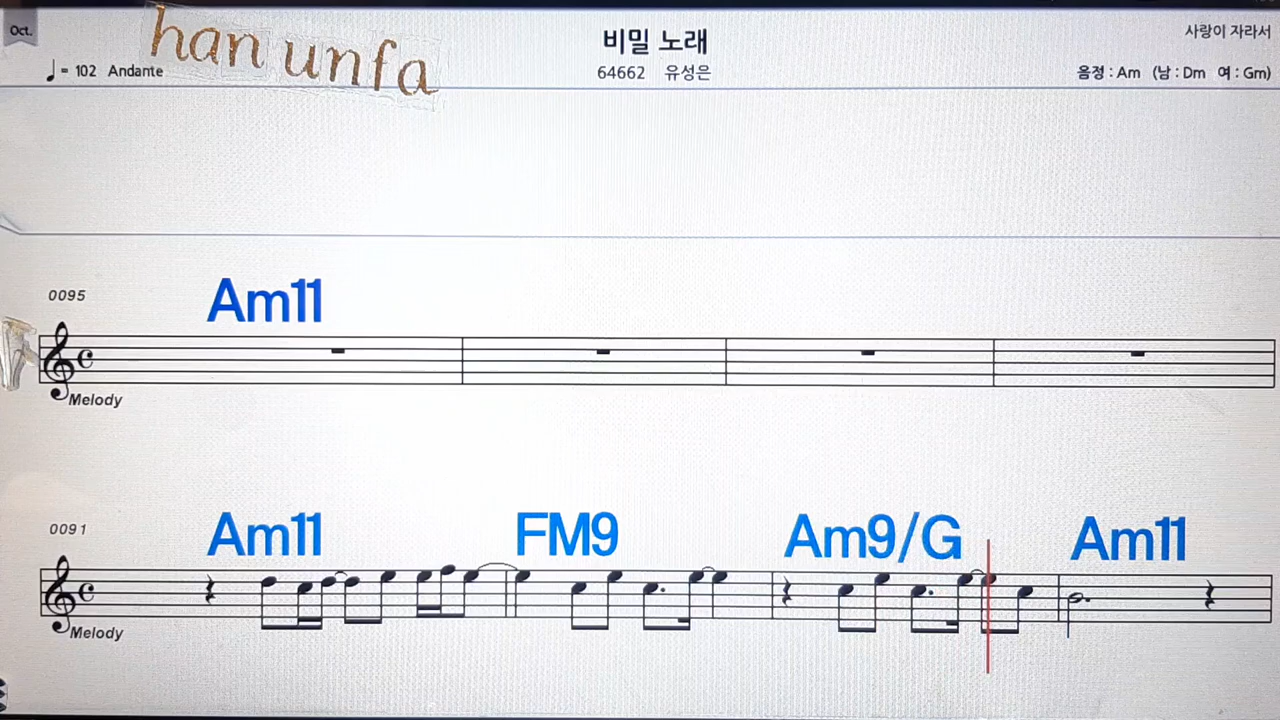 Oct.
han unfa
비밀 노래
사랑이 자라서
♩= 102 Andante
64662 유성은
음정 : Am (남 : Dm 여 : Gm)
0095
Am11
Melody
0091
Am11 FM9 Am9/G Am11
Melody